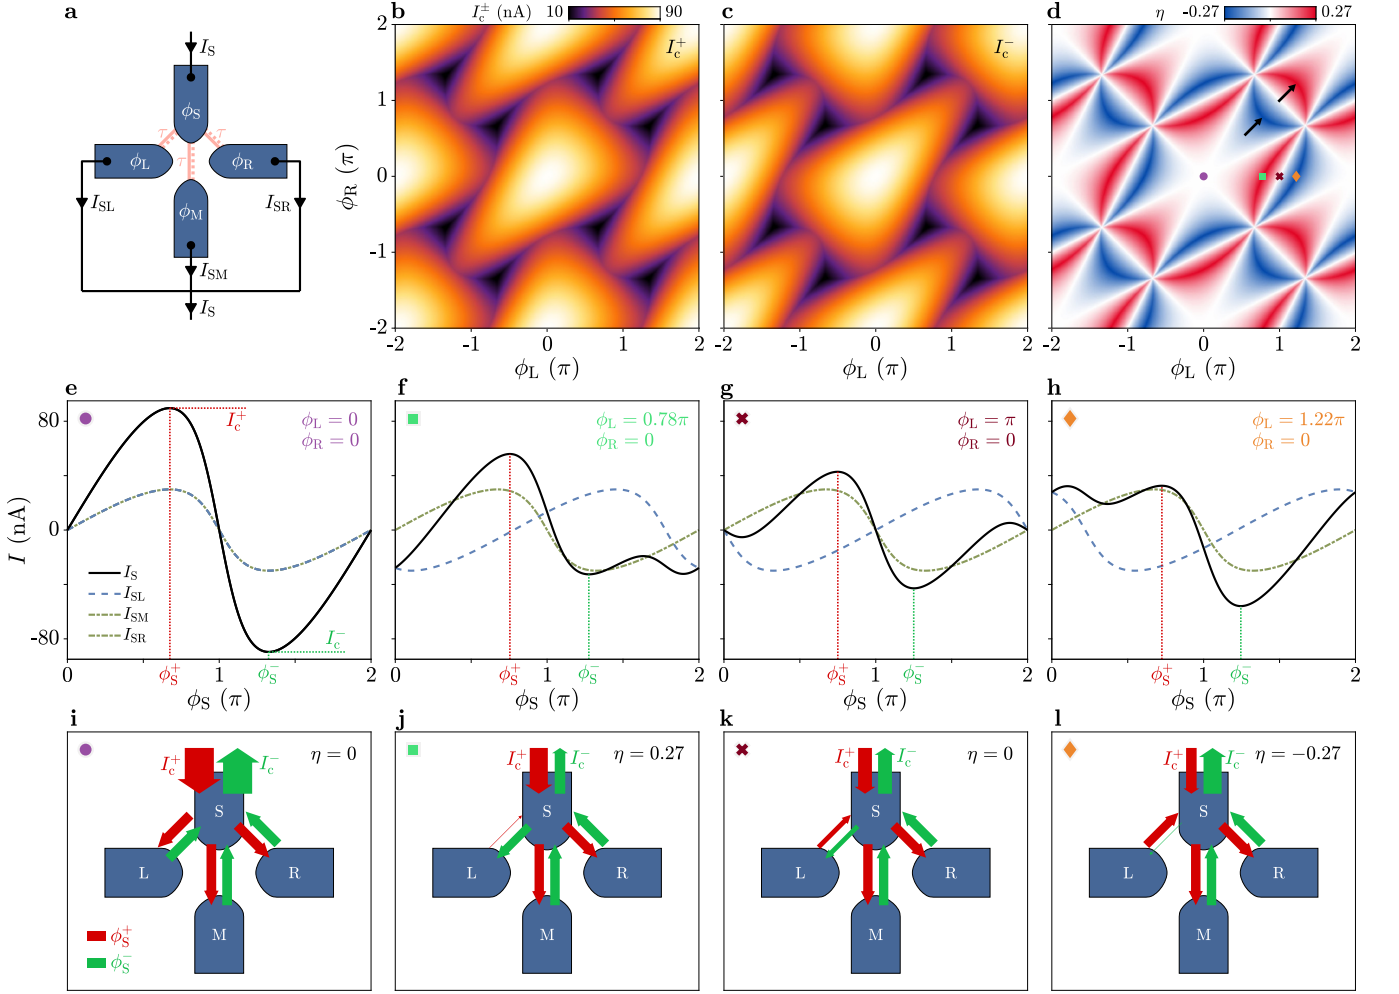 a
I_S
ϕ_S
τ
τ
τ
ϕ_L
ϕ_R
I_SL
I_SR
ϕ_M
I_SM
I_S
b
I_c^± (nA) 10 90
I_c^+
ϕ_R (π)
2
1
0
-1
-2
-2 -1 0 1 2
ϕ_L (π)
c
I_c^-
-2 -1 0 1 2
ϕ_L (π)
d
η -0.27 0.27
-2 -1 0 1 2
ϕ_L (π)
e
I_c^+
ϕ_L = 0
ϕ_R = 0
I (nA)
80
0
-80
I_S
I_SL
I_SM
I_SR
I_c^-
0 ϕ_S^+ 1 ϕ_S^- 2
ϕ_S (π)
f
ϕ_L = 0.78π
ϕ_R = 0
0 ϕ_S^+ 1 ϕ_S^- 2
ϕ_S (π)
g
ϕ_L = π
ϕ_R = 0
0 ϕ_S^+ 1 ϕ_S^- 2
ϕ_S (π)
h
ϕ_L = 1.22π
ϕ_R = 0
0 ϕ_S^+ 1 ϕ_S^- 2
ϕ_S (π)
i
η = 0
I_c^+ I_c^-
S
L R
M
ϕ_S^+
ϕ_S^-
j
η = 0.27
I_c^+ I_c^-
S
L R
M
k
η = 0
I_c^+ I_c^-
S
L R
M
l
η = −0.27
I_c^+ I_c^-
S
L R
M